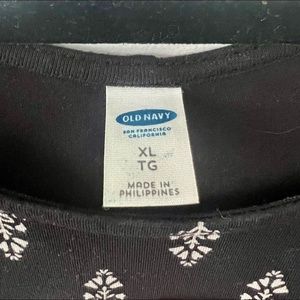 OLD NAVY
SAN FRANCISCO
CALIFORNIA
XL
TG
MADE IN
PHILIPPINES